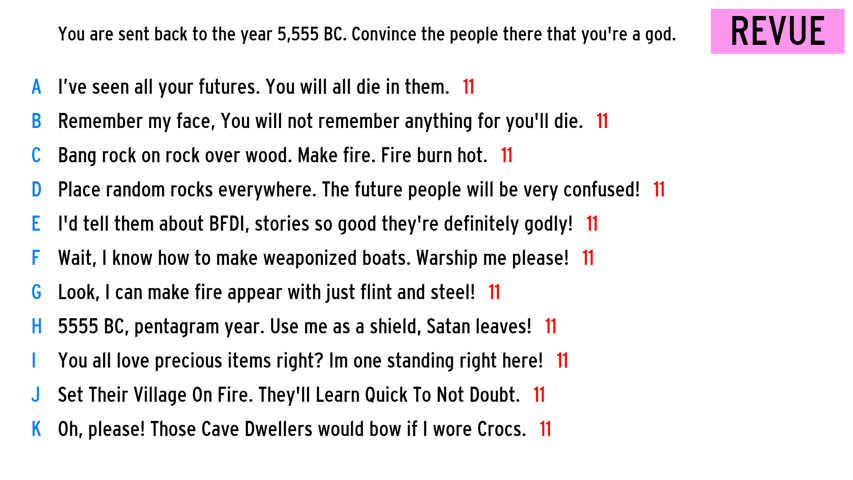 You are sent back to the year 5,555 BC. Convince the people there that you're a god.
REVUE
A I've seen all your futures. You will all die in them. 11
B Remember my face, You will not remember anything for you'll die. 11
C Bang rock on rock over wood. Make fire. Fire burn hot. 11
D Place random rocks everywhere. The future people will be very confused! 11
E I'd tell them about BFDI, stories so good they're definitely godly! 11
F Wait, I know how to make weaponized boats. Warship me please! 11
G Look, I can make fire appear with just flint and steel! 11
H 5555 BC, pentagram year. Use me as a shield, Satan leaves! 11
I You all love precious items right? Im one standing right here! 11
J Set Their Village On Fire. They'll Learn Quick To Not Doubt. 11
K Oh, please! Those Cave Dwellers would bow if I wore Crocs. 11